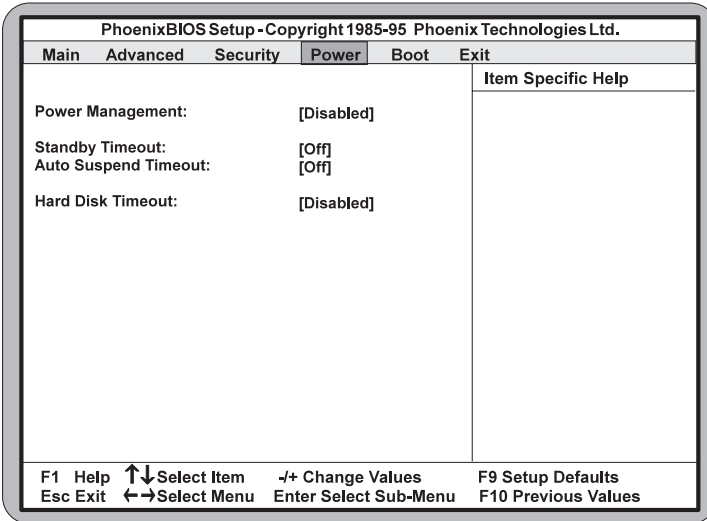 PhoenixBIOS Setup - Copyright 1985-95 Phoenix Technologies Ltd.
Main Advanced Security Power Boot Exit
Item Specific Help
Power Management: [Disabled]
Standby Timeout: [Off]
Auto Suspend Timeout: [Off]
Hard Disk Timeout: [Disabled]
F1 Help ↑↓ Select Item -/+ Change Values F9 Setup Defaults
Esc Exit ←→ Select Menu Enter Select Sub-Menu F10 Previous Values